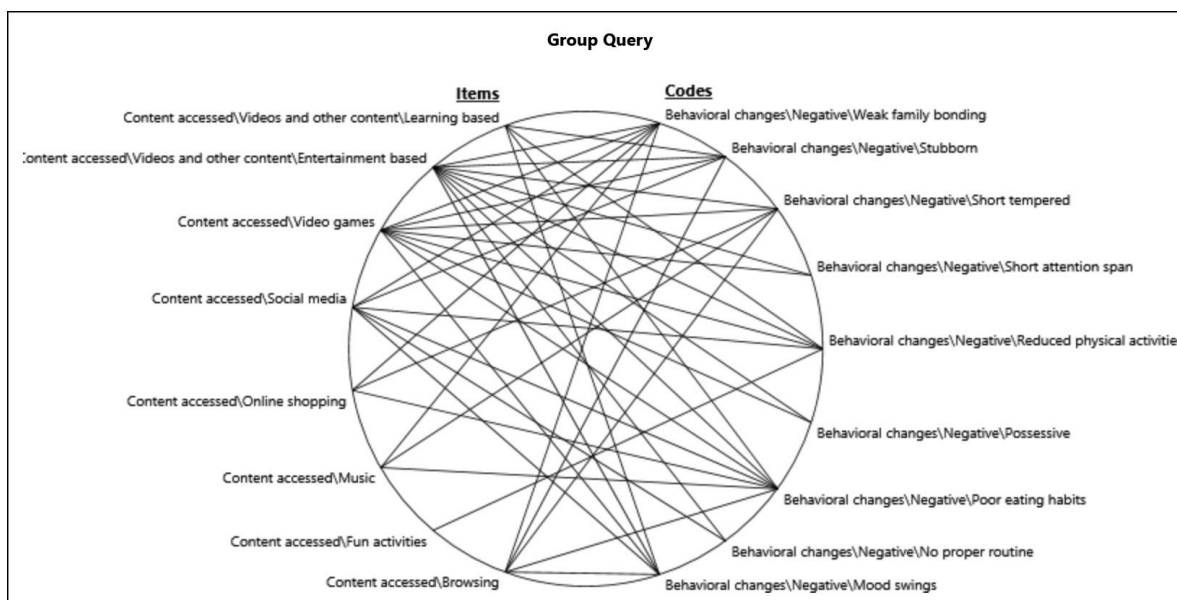 Group Query
Items
Codes
Content accessed\Videos and other content\Learning based
Content accessed\Videos and other content\Entertainment based
Content accessed\Video games
Content accessed\Social media
Content accessed\Online shopping
Content accessed\Music
Content accessed\Fun activities
Content accessed\Browsing
Behavioral changes\Negative\Weak family bonding
Behavioral changes\Negative\Stubborn
Behavioral changes\Negative\Short tempered
Behavioral changes\Negative\Short attention span
Behavioral changes\Negative\Reduced physical activitie
Behavioral changes\Negative\Possessive
Behavioral changes\Negative\Poor eating habits
Behavioral changes\Negative\No proper routine
Behavioral changes\Negative\Mood swings